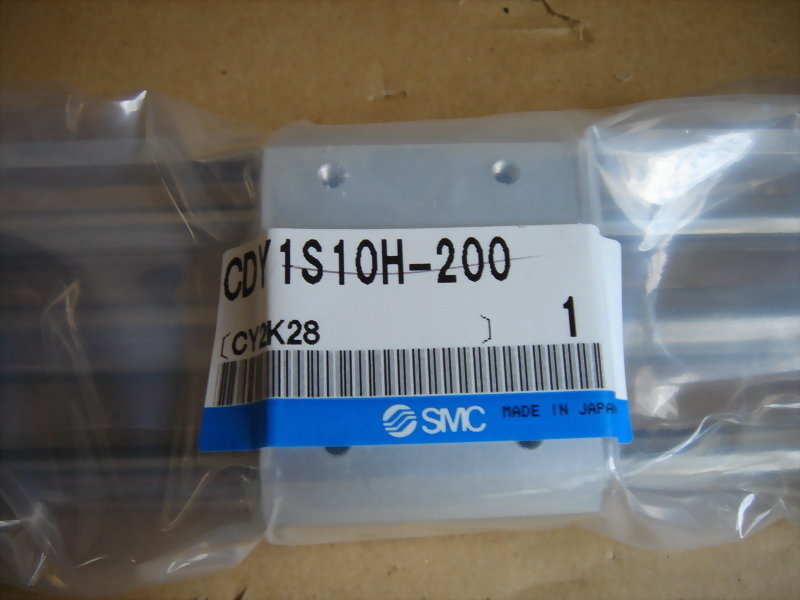 CDY1S10H-200
[CY2K28 ] 1
SMC MADE IN JAPAN